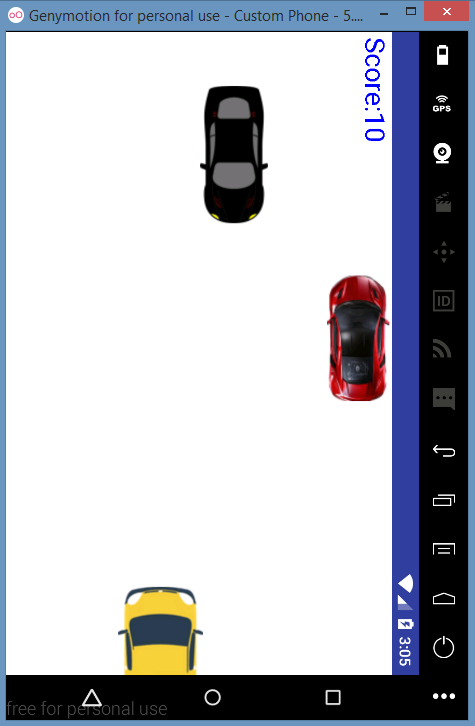 Genymotion for personal use - Custom Phone - 5....
Score:10
GPS
ID
3:05
free for personal use